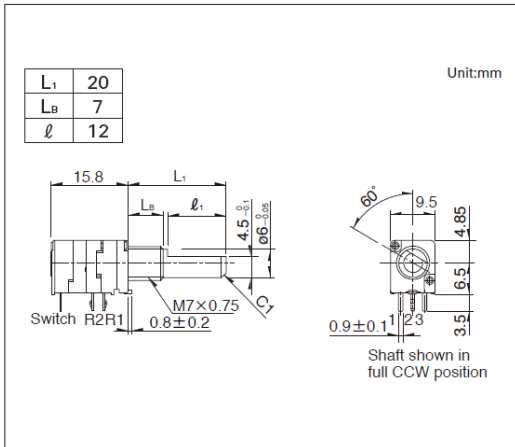 Unit:mm
L₁ 20
LB 7
ℓ 12
15.8
L₁
LB
ℓ₁
4.5 0 -0.1
ø6 0 -0.05
M7×0.75
C1
0.8±0.2
Switch R2R1
60°
9.5
4.85
6.5
3.5
0.9±0.1
1 2 3
Shaft shown in
full CCW position